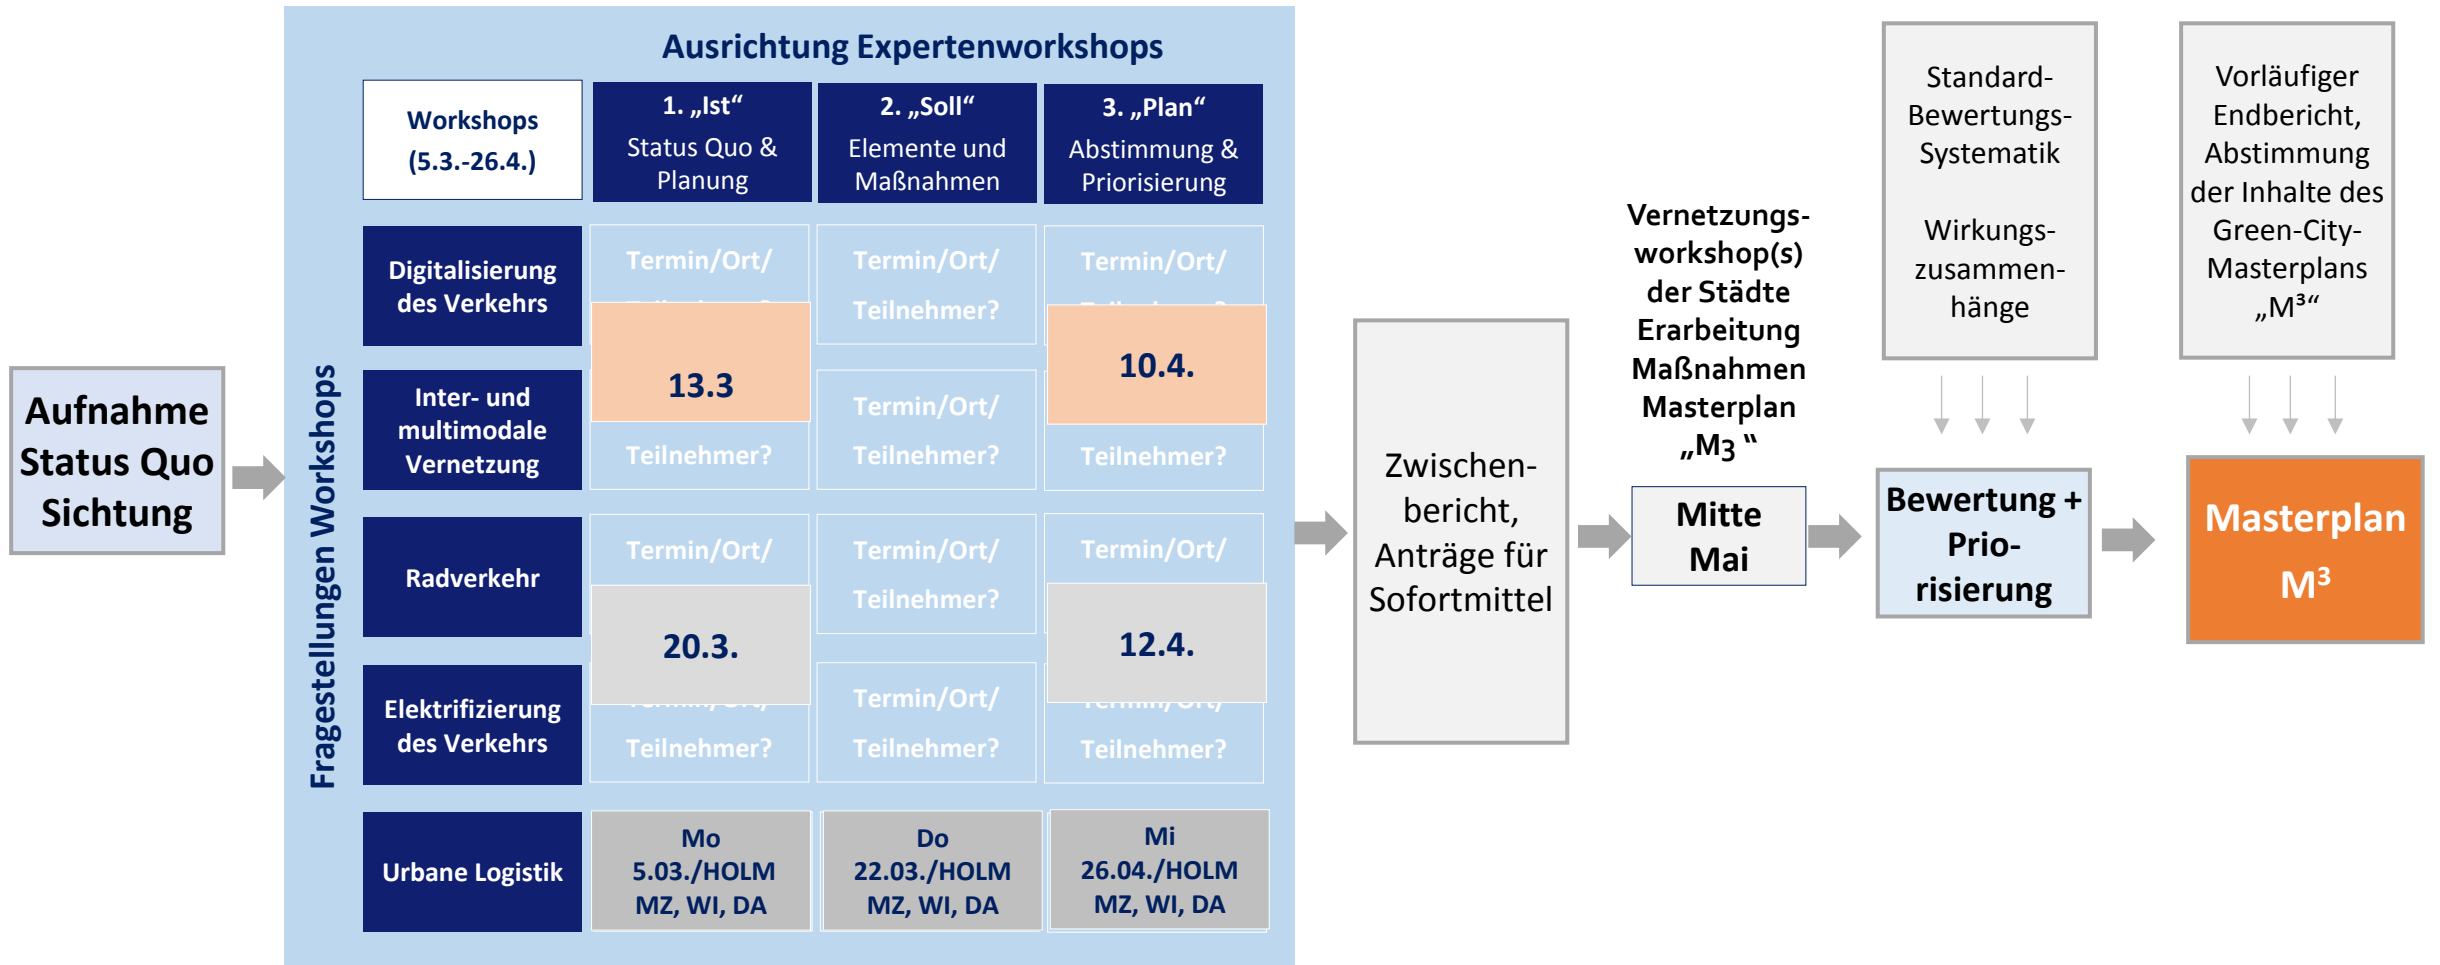 Aufnahme
Status Quo
Sichtung
Ausrichtung Expertenworkshops
Fragestellungen Workshops
Workshops
(5.3.-26.4.)
1. „Ist“
Status Quo &
Planung
2. „Soll“
Elemente und
Maßnahmen
3. „Plan“
Abstimmung &
Priorisierung
Digitalisierung
des Verkehrs
Termin/Ort/
Termin/Ort/
Teilnehmer?
Termin/Ort/
13.3
10.4.
Inter- und
multimodale
Vernetzung
Teilnehmer?
Termin/Ort/
Teilnehmer?
Teilnehmer?
Radverkehr
Termin/Ort/
Termin/Ort/
Teilnehmer?
Termin/Ort/
20.3.
12.4.
Elektrifizierung
des Verkehrs
Termin/Ort/
Teilnehmer?
Termin/Ort/
Teilnehmer?
Termin/Ort/
Teilnehmer?
Urbane Logistik
Mo
5.03./HOLM
MZ, WI, DA
Do
22.03./HOLM
MZ, WI, DA
Mi
26.04./HOLM
MZ, WI, DA
Zwischen-
bericht,
Anträge für
Sofortmittel
Vernetzungs-
workshop(s)
der Städte
Erarbeitung
Maßnahmen
Masterplan
„M3 “
Mitte
Mai
Standard-
Bewertungs-
Systematik
Wirkungs-
zusammen-
hänge
Bewertung +
Prio-
risierung
Vorläufiger
Endbericht,
Abstimmung
der Inhalte des
Green-City-
Masterplans
„M³“
Masterplan
M³